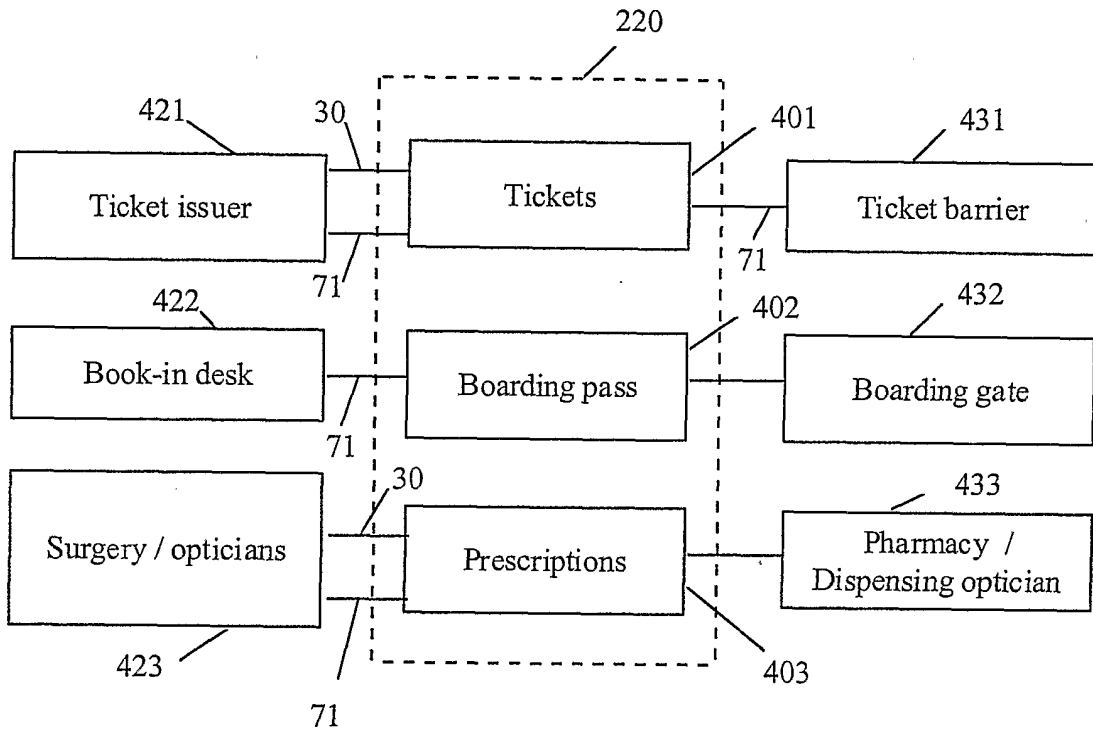 220
421
30
401
431
Ticket issuer
Tickets
Ticket barrier
71
71
422
402
432
Book-in desk
Boarding pass
Boarding gate
71
30
433
Surgery / opticians
Prescriptions
Pharmacy /
Dispensing optician
423
71
403